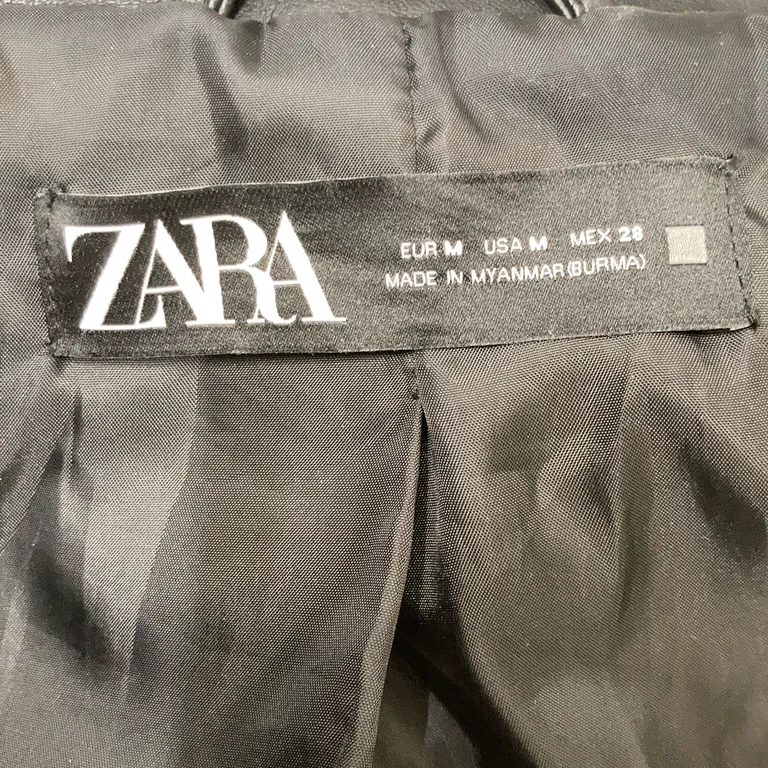 ZARA
EUR M USA M MEX 28
MADE IN MYANMAR (BURMA)